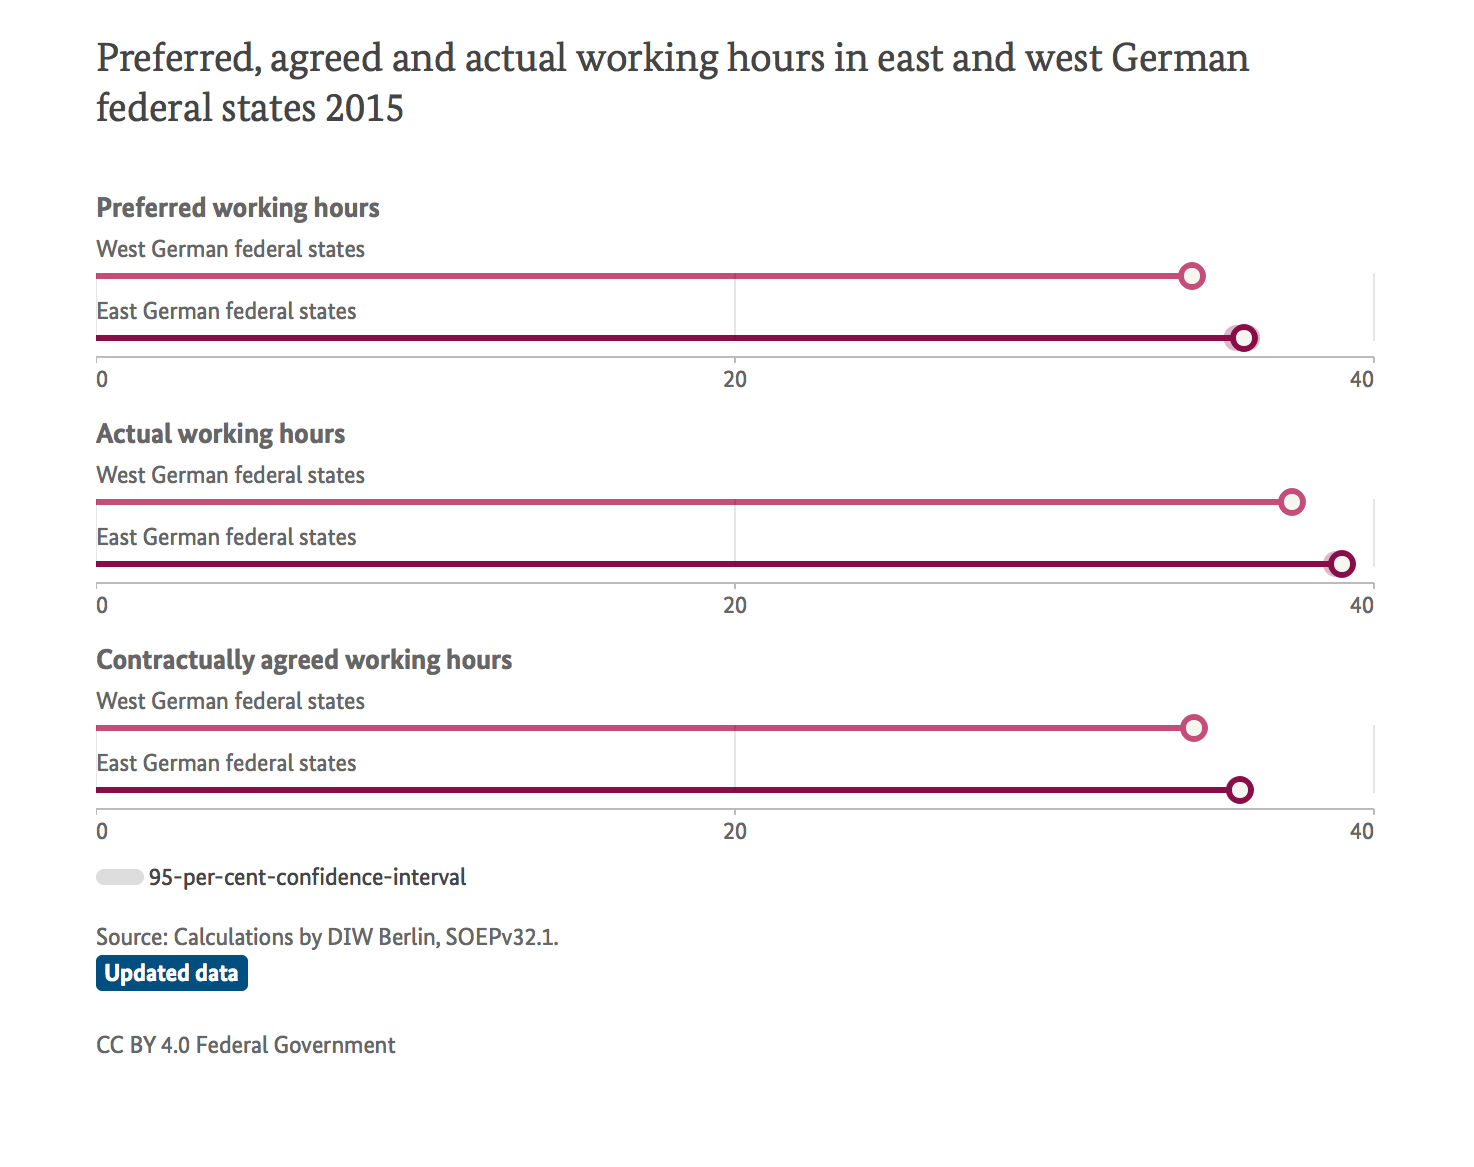 Preferred, agreed and actual working hours in east and west German
federal states 2015
Preferred working hours
West German federal states
East German federal states
0 20 40
Actual working hours
West German federal states
East German federal states
0 20 40
Contractually agreed working hours
West German federal states
East German federal states
0 20 40
95-per-cent-confidence-interval
Source: Calculations by DIW Berlin, SOEPv32.1.
Updated data
CC BY 4.0 Federal Government